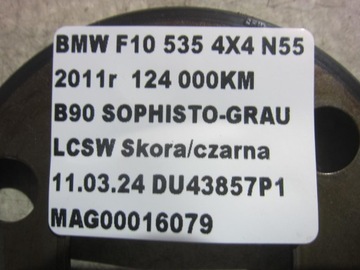 BMW F10 535 4X4 N55
2011r 124 000KM
B90 SOPHISTO-GRAU
LCSW Skora/czarna
11.03.24 DU43857P1
MAG00016079